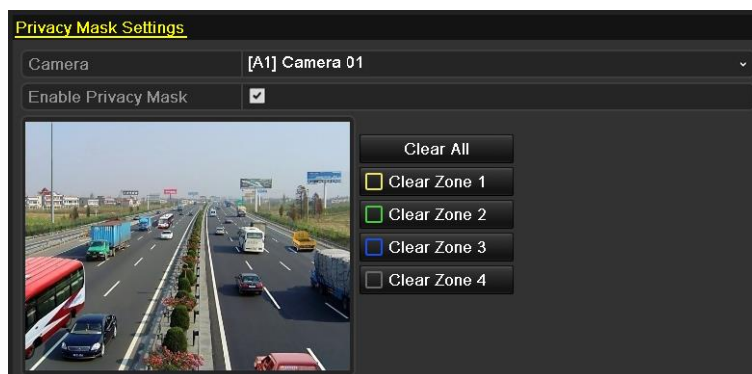 Privacy Mask Settings
Camera [A1] Camera 01
Enable Privacy Mask
Clear All
Clear Zone 1
Clear Zone 2
Clear Zone 3
Clear Zone 4